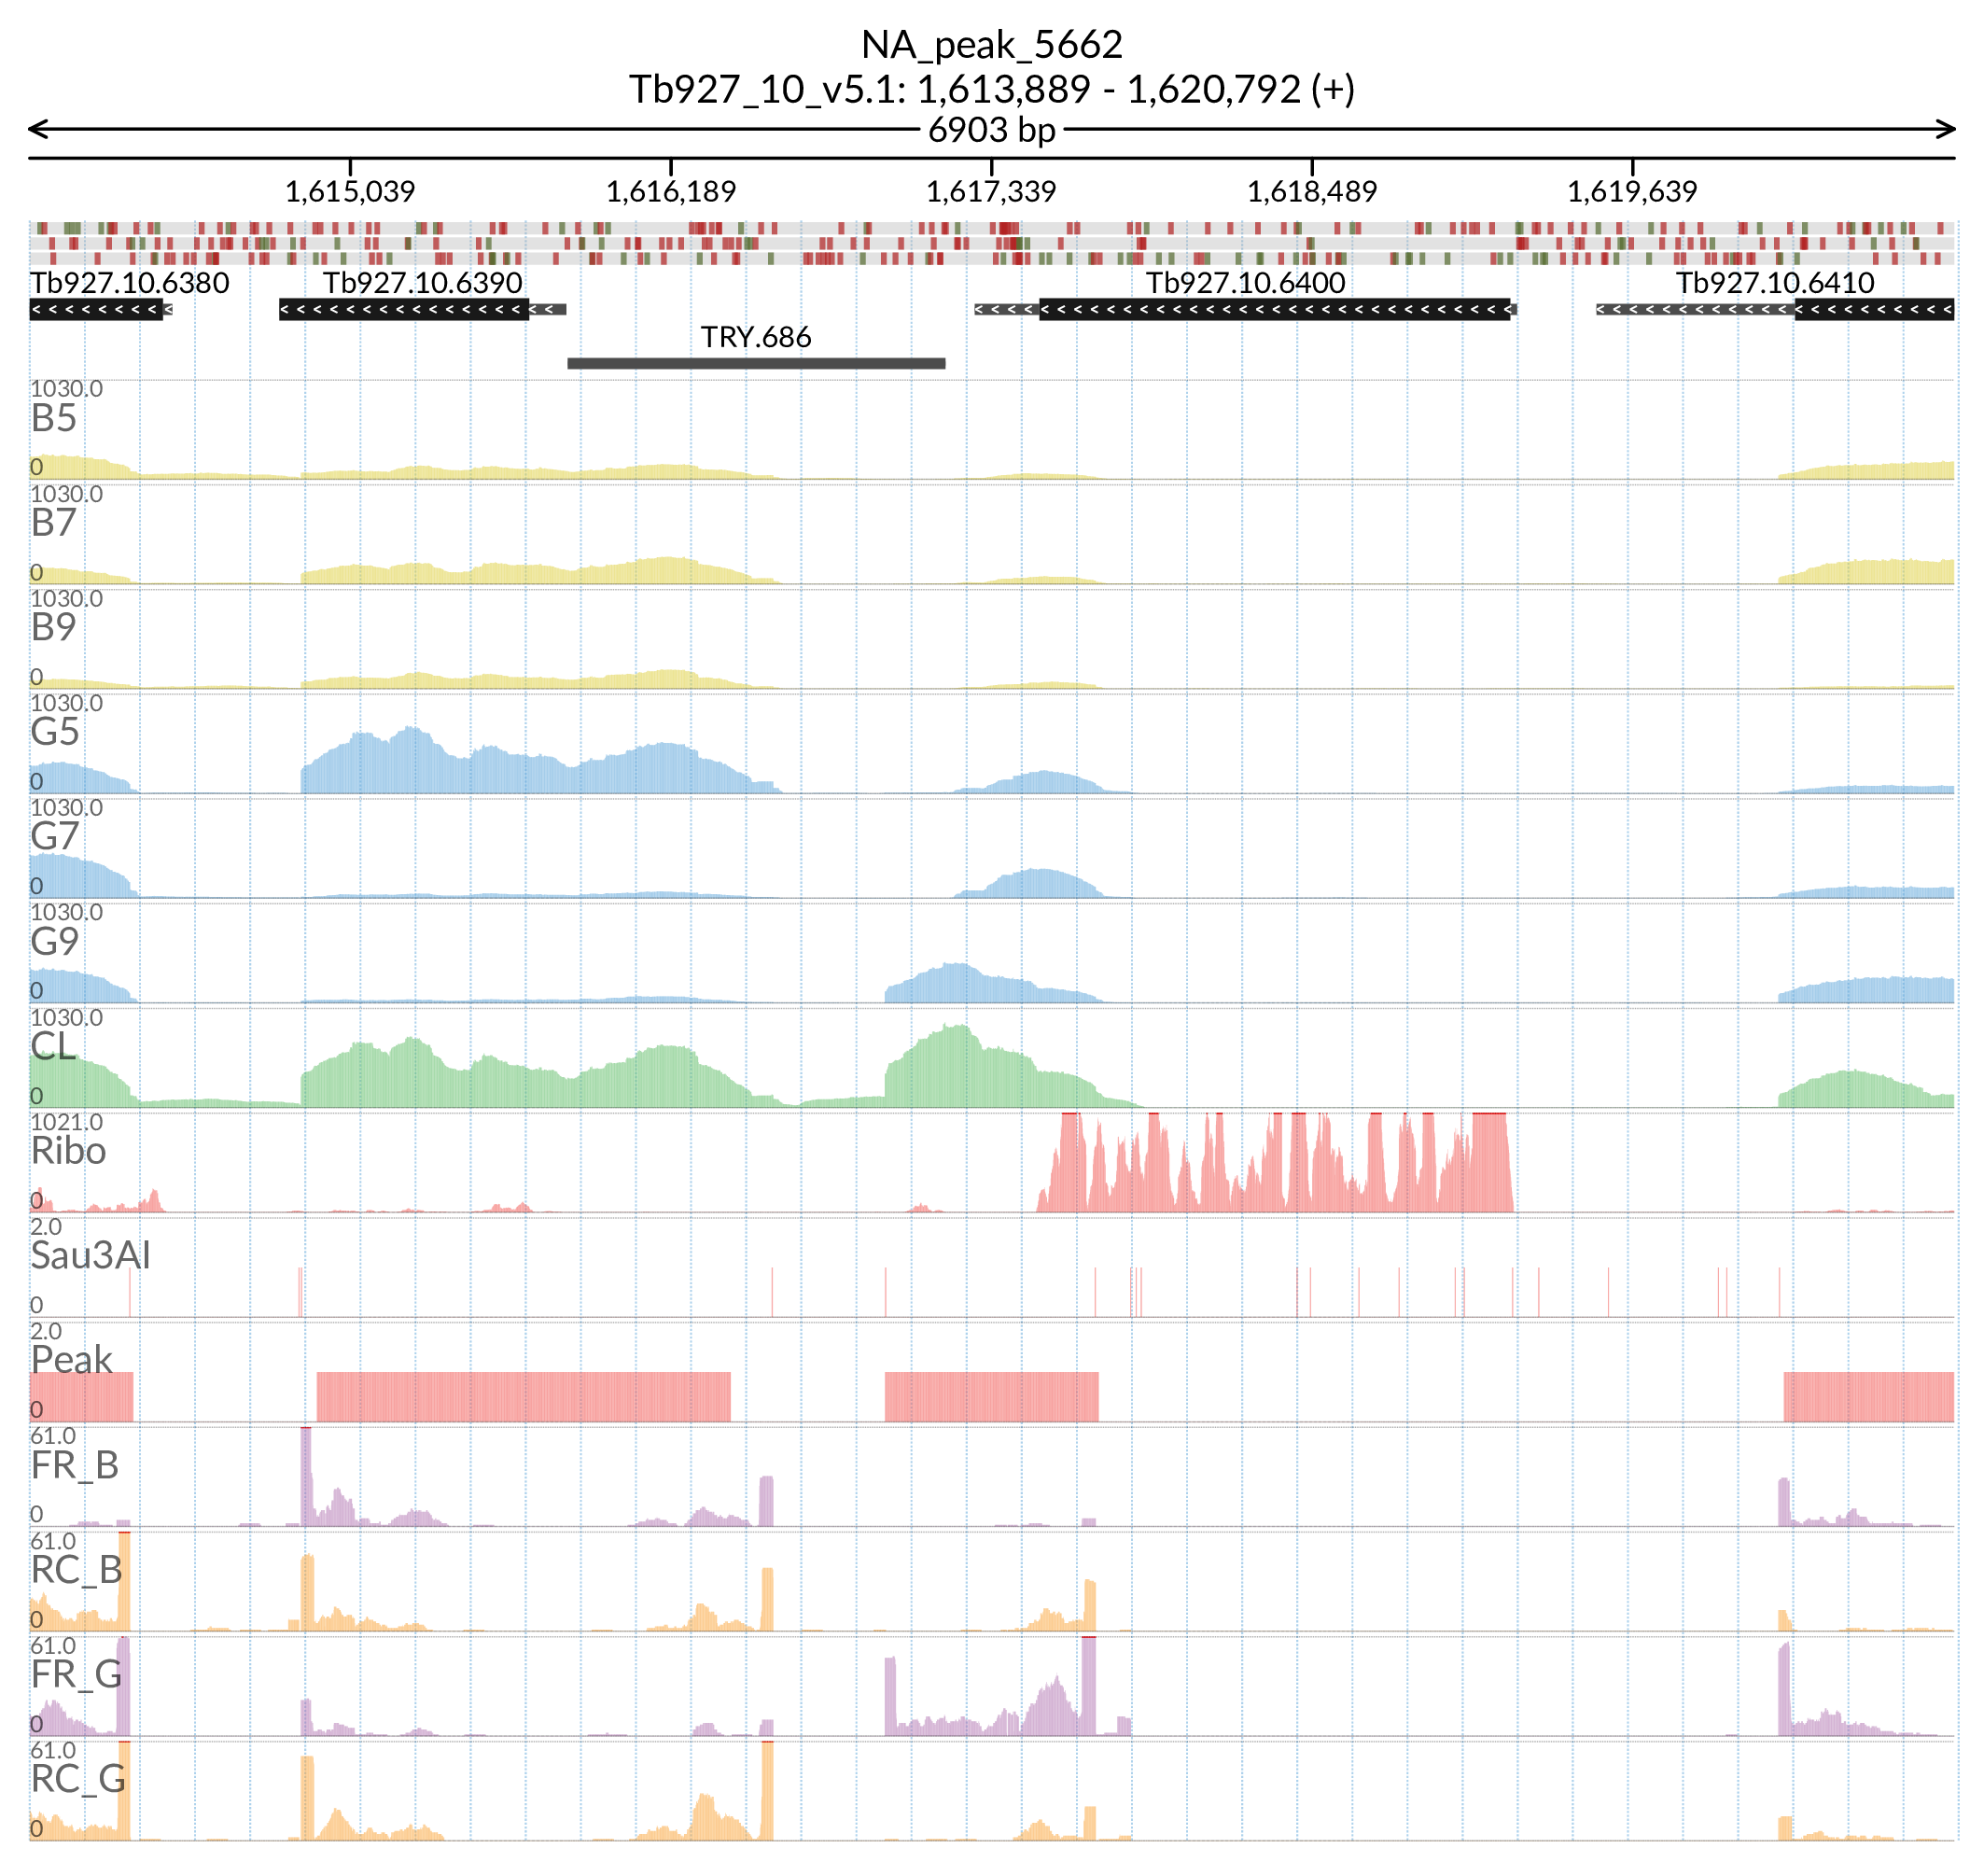 NA_peak_5662
Tb927_10_v5.1: 1,613,889 - 1,620,792 (+)
6903 bp
1,615,039 1,616,189 1,617,339 1,618,489 1,619,639
Tb927.10.6380 Tb927.10.6390 Tb927.10.6400 Tb927.10.6410
TRY.686
1030.0
B5
0
1030.0
B7
0
1030.0
B9
0
1030.0
G5
0
1030.0
G7
0
1030.0
G9
0
1030.0
CL
0
1021.0
Ribo
0
2.0
Sau3AI
0
2.0
Peak
0
61.0
FR_B
0
61.0
RC_B
0
61.0
FR_G
0
61.0
RC_G
0